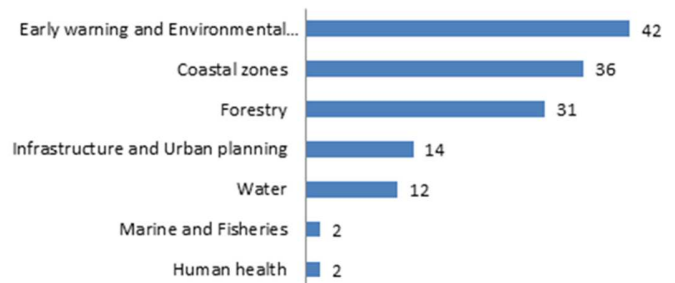 Early warning and Environmental... 42
Coastal zones 36
Forestry 31
Infrastructure and Urban planning 14
Water 12
Marine and Fisheries 2
Human health 2